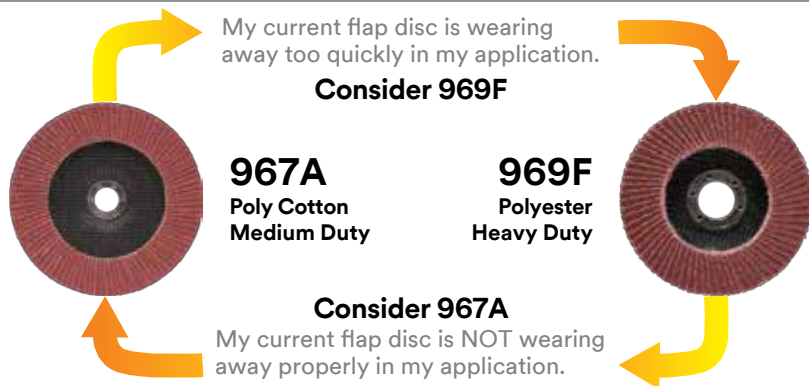 My current flap disc is wearing
away too quickly in my application.
Consider 969F
967A
Poly Cotton
Medium Duty
969F
Polyester
Heavy Duty
Consider 967A
My current flap disc is NOT wearing
away properly in my application.